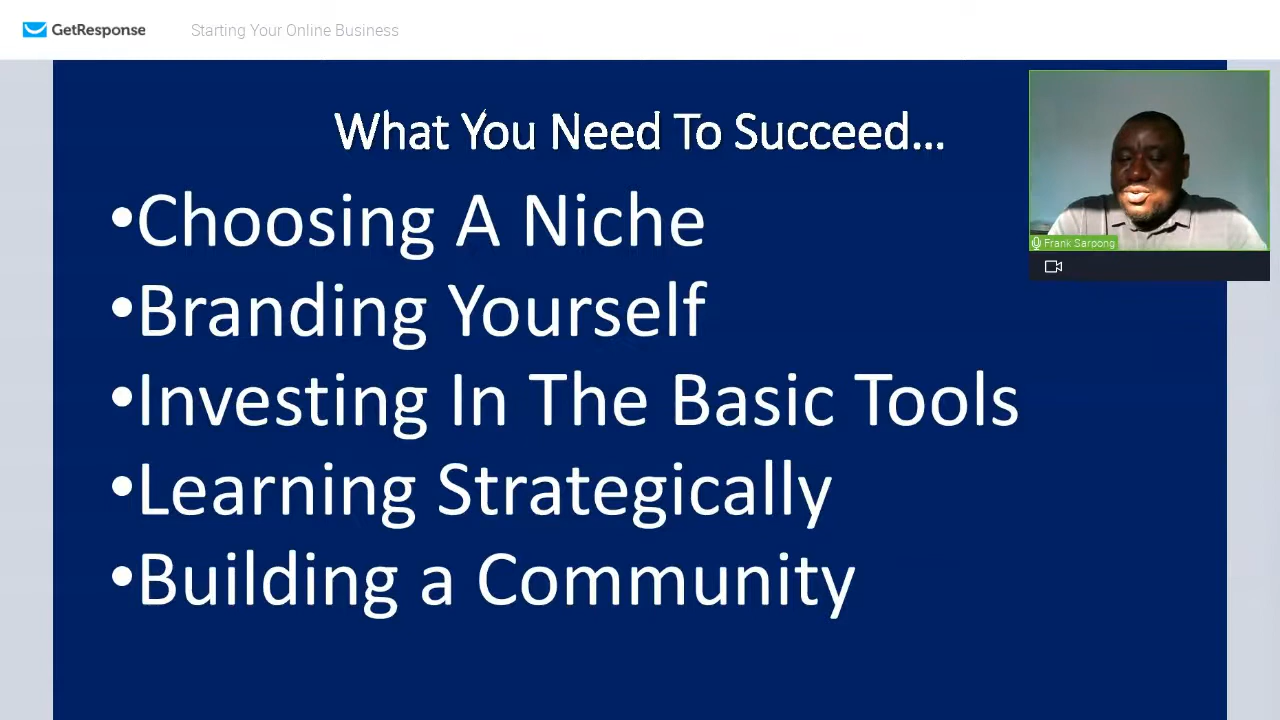 GetResponse Starting Your Online Business
What You Need To Succeed...
•Choosing A Niche
•Branding Yourself
•Investing In The Basic Tools
•Learning Strategically
•Building a Community
Frank Sarpong